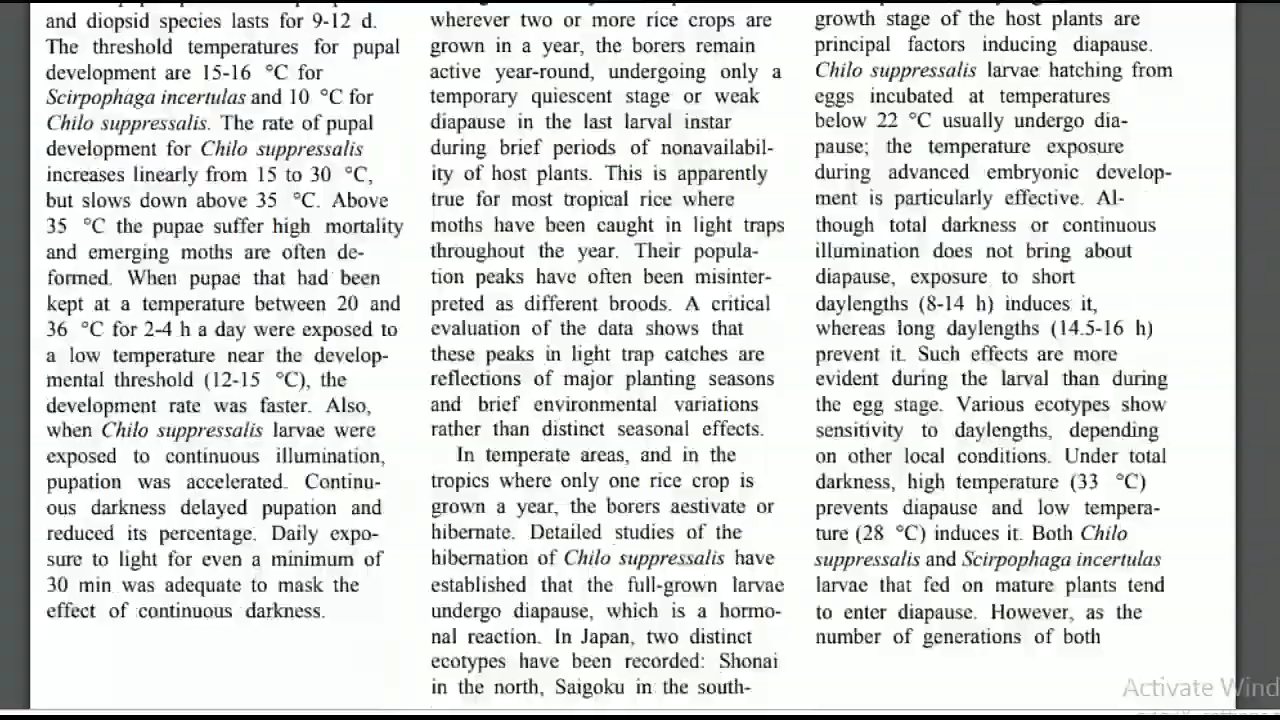 and diopsid species lasts for 9-12 d.
The threshold temperatures for pupal
development are 15-16 °C for
Scirpophaga incertulas and 10 °C for
Chilo suppressalis. The rate of pupal
development for Chilo suppressalis
increases linearly from 15 to 30 °C,
but slows down above 35 °C. Above
35 °C the pupae suffer high mortality
and emerging moths are often de-
formed. When pupae that had been
kept at a temperature between 20 and
36 °C for 2-4 h a day were exposed to
a low temperature near the develop-
mental threshold (12-15 °C), the
development rate was faster. Also,
when Chilo suppressalis larvae were
exposed to continuous illumination,
pupation was accelerated. Continu-
ous darkness delayed pupation and
reduced its percentage. Daily expo-
sure to light for even a minimum of
30 min was adequate to mask the
effect of continuous darkness.
wherever two or more rice crops are
grown in a year, the borers remain
active year-round, undergoing only a
temporary quiescent stage or weak
diapause in the last larval instar
during brief periods of nonavailabil-
ity of host plants. This is apparently
true for most tropical rice where
moths have been caught in light traps
throughout the year. Their popula-
tion peaks have often been misinter-
preted as different broods. A critical
evaluation of the data shows that
these peaks in light trap catches are
reflections of major planting seasons
and brief environmental variations
rather than distinct seasonal effects.
In temperate areas, and in the
tropics where only one rice crop is
grown a year, the borers aestivate or
hibernate. Detailed studies of the
hibernation of Chilo suppressalis have
established that the full-grown larvae
undergo diapause, which is a hormo-
nal reaction. In Japan, two distinct
ecotypes have been recorded: Shonai
in the north, Saigoku in the south-
growth stage of the host plants are
principal factors inducing diapause.
Chilo suppressalis larvae hatching from
eggs incubated at temperatures
below 22 °C usually undergo dia-
pause; the temperature exposure
during advanced embryonic develop-
ment is particularly effective. Al-
though total darkness or continuous
illumination does not bring about
diapause, exposure to short
daylengths (8-14 h) induces it,
whereas long daylengths (14.5-16 h)
prevent it. Such effects are more
evident during the larval than during
the egg stage. Various ecotypes show
sensitivity to daylengths, depending
on other local conditions. Under total
darkness, high temperature (33 °C)
prevents diapause and low tempera-
ture (28 °C) induces it. Both Chilo
suppressalis and Scirpophaga incertulas
larvae that fed on mature plants tend
to enter diapause. However, as the
number of generations of both
Activate Wind